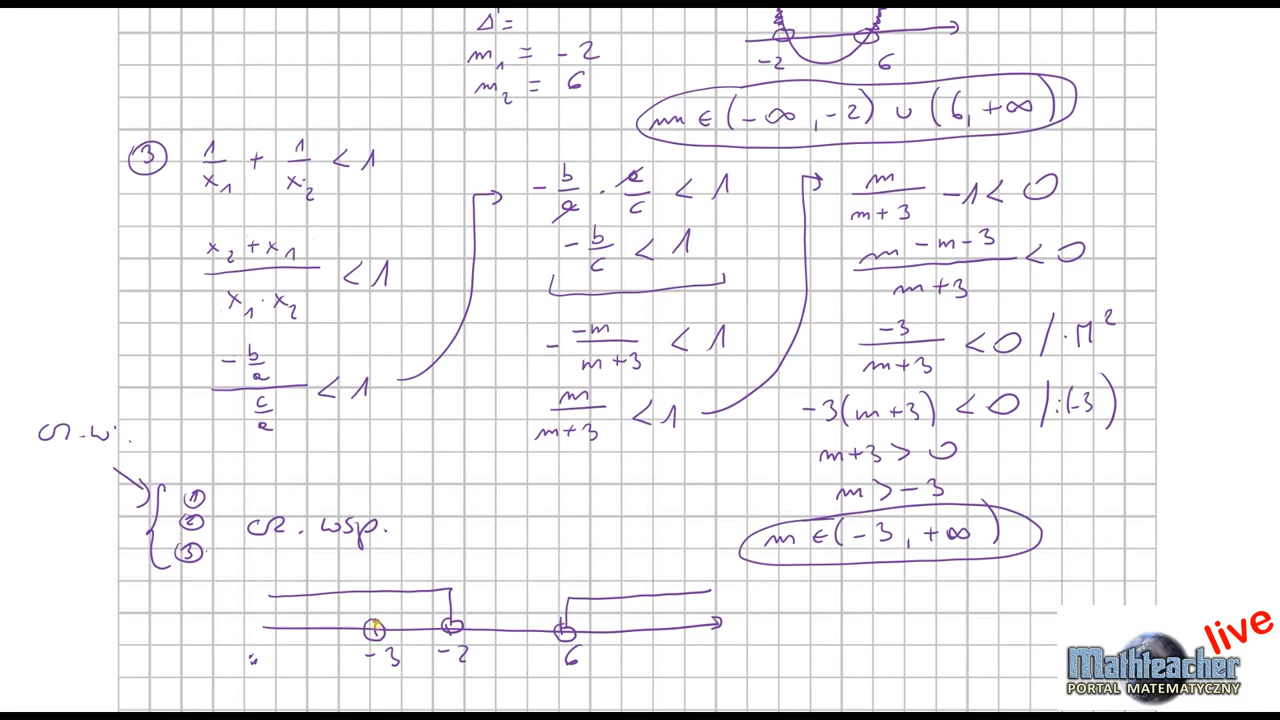 Δ =
m₁ = -2
m₂ = 6
-2 6
m ∈ (-∞, -2) ∪ (6, +∞)
③ 1/x₁ + 1/x₂ < 1
(x₂ + x₁)/(x₁ · x₂) < 1
(-b/a)/(c/a) < 1
-b/a · a/c < 1
-b/c < 1
- (-m)/(m+3) < 1
m/(m+3) < 1
m/(m+3) - 1 < 0
(m - m - 3)/(m+3) < 0
-3/(m+3) < 0 /· M²
-3(m+3) < 0 /:(-3)
m+3 > 0
m > -3
m ∈ (-3, +∞)
①
②
③
cz. wsp.
-3 -2 6
Mathteacher live
PORTAL MATEMATYCZNY